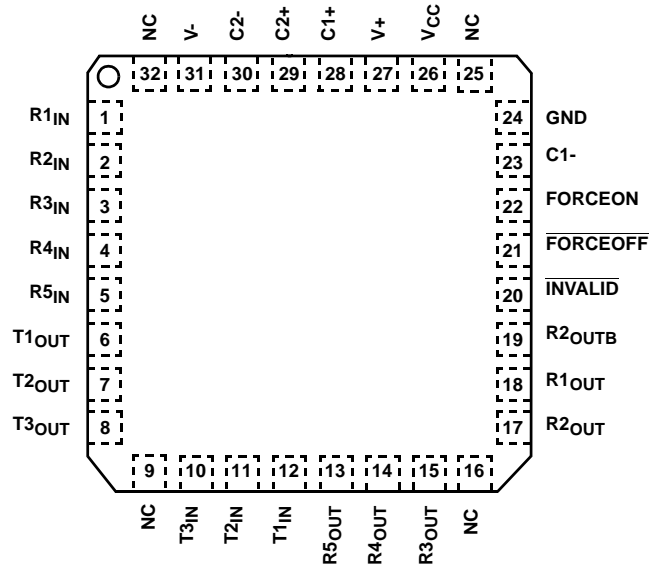 NC V- C2- C2+ C1+ V+ VCC NC
32 31 30 29 28 27 26 25
R1IN 1 24 GND
R2IN 2 23 C1-
R3IN 3 22 FORCEON
R4IN 4 21 FORCEOFF
R5IN 5 20 INVALID
T1OUT 6 19 R2OUTB
T2OUT 7 18 R1OUT
T3OUT 8 17 R2OUT
9 10 11 12 13 14 15 16
NC T3IN T2IN T1IN R5OUT R4OUT R3OUT NC